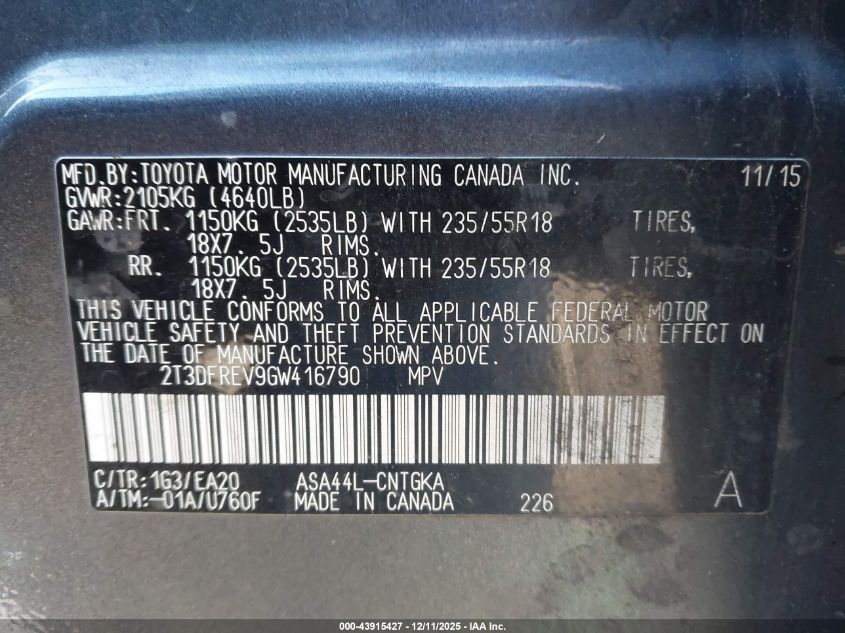 MFD.BY:TOYOTA MOTOR MANUFACTURING CANADA INC. 11/15
GVWR:2105KG (4640LB)
GAWR:FRT. 1150KG (2535LB) WITH 235/55R18 TIRES,
18X7.5J RIMS.
RR. 1150KG (2535LB) WITH 235/55R18 TIRES,
18X7.5J RIMS.
THIS VEHICLE CONFORMS TO ALL APPLICABLE FEDERAL MOTOR
VEHICLE SAFETY AND THEFT PREVENTION STANDARDS IN EFFECT ON
THE DATE OF MANUFACTURE SHOWN ABOVE.
2T3DFREV9GW416790 MPV
C/TR:1G3/EA20 ASA44L-CNTGKA
A/TM:-01A/U760F MADE IN CANADA 226 A
000-43915427 - 12/11/2025 - IAA Inc.